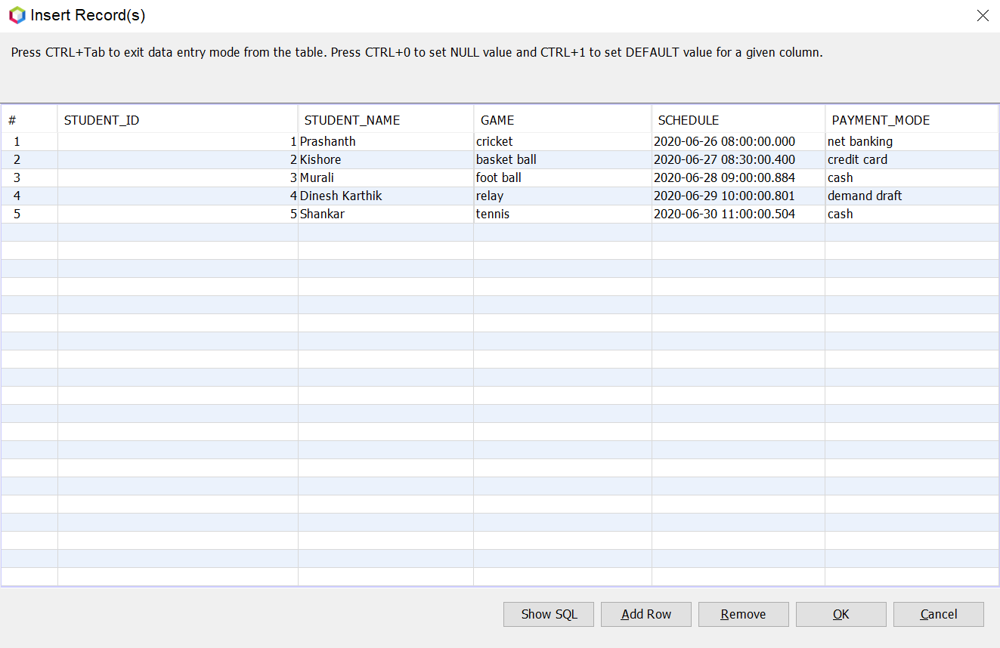 Insert Record(s)
Press CTRL+Tab to exit data entry mode from the table. Press CTRL+0 to set NULL value and CTRL+1 to set DEFAULT value for a given column.
# STUDENT_ID STUDENT_NAME GAME SCHEDULE PAYMENT_MODE
1 1 Prashanth cricket 2020-06-26 08:00:00.000 net banking
2 2 Kishore basket ball 2020-06-27 08:30:00.400 credit card
3 3 Murali foot ball 2020-06-28 09:00:00.884 cash
4 4 Dinesh Karthik relay 2020-06-29 10:00:00.801 demand draft
5 5 Shankar tennis 2020-06-30 11:00:00.504 cash
Show SQL Add Row Remove OK Cancel